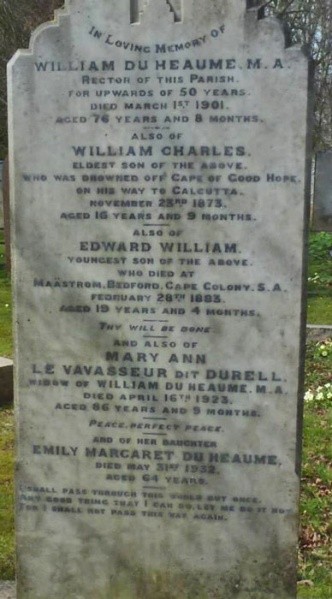 In Loving Memory of
WILLIAM DU HEAUME, M.A.
RECTOR OF THIS PARISH.
FOR UPWARDS OF 50 YEARS.
DIED MARCH 1ST 1901.
AGED 76 YEARS AND 8 MONTHS.
ALSO OF
WILLIAM CHARLES,
ELDEST SON OF THE ABOVE.
WHO WAS DROWNED OFF CAPE OF GOOD HOPE,
ON HIS WAY TO CALCUTTA.
NOVEMBER 23RD 1873.
AGED 16 YEARS AND 9 MONTHS.
ALSO OF
EDWARD WILLIAM.
YOUNGEST SON OF THE ABOVE.
WHO DIED AT
MAASTROM, BEDFORD, CAPE COLONY, S.A.
FEBRUARY 28TH 1883.
AGED 19 YEARS AND 4 MONTHS.
THY WILL BE DONE
AND ALSO OF
MARY ANN
LE VAVASSEUR DIT DURELL.
WIDOW OF WILLIAM DU HEAUME, M.A.
DIED APRIL 16TH 1923.
AGED 86 YEARS AND 5 MONTHS.
PEACE, PERFECT PEACE.
AND OF HER DAUGHTER
EMILY MARGARET DU HEAUME,
DIED MAY 31ST 1932.
AGED 64 YEARS.
I SHALL PASS THROUGH THIS WORLD BUT ONCE.
ANY GOOD THING THAT I CAN DO, LET ME DO IT NOW
FOR I SHALL NOT PASS THIS WAY AGAIN.